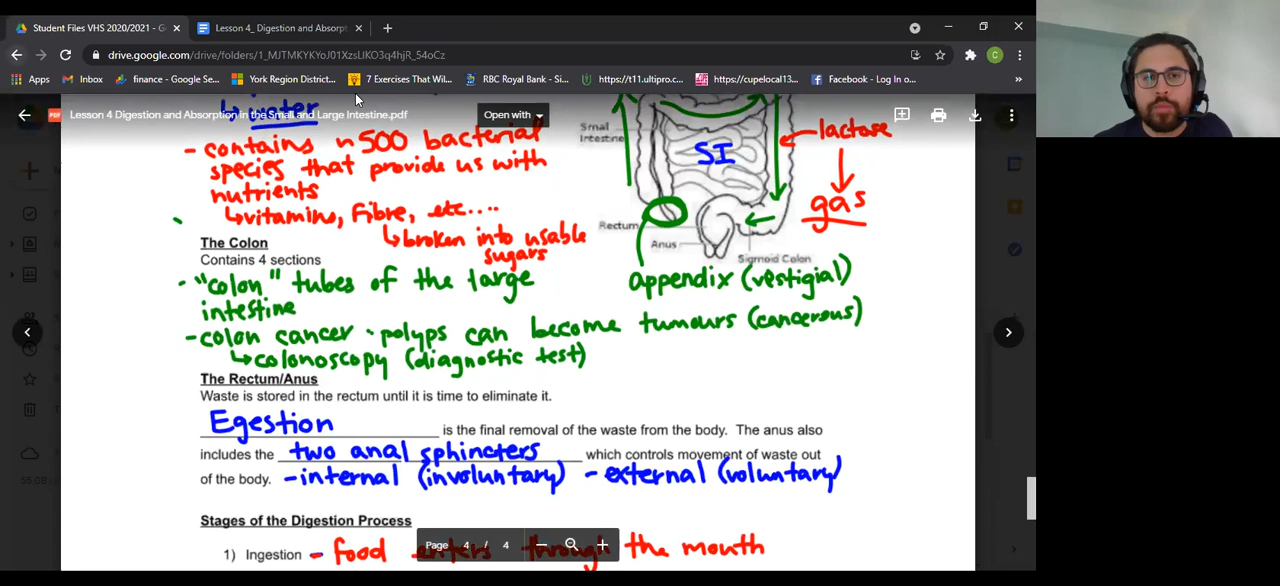 Student Files VHS 2020/2021 - G
Lesson 4_ Digestion and Absorpt
drive.google.com/drive/folders/1_MJTMKYKYoJ01XzsLIKO3q4hjR_54oCz
Apps
Inbox
finance - Google Se...
York Region District...
7 Exercises That Wil...
RBC Royal Bank - Si...
https://t11.ultipro.c...
https://cupelocal13...
Facebook - Log In o...
C
PDF
Lesson 4 Digestion and Absorption in the Small and Large Intestine.pdf
Open with
↳ water
- contains ~ 500 bacterial
species that provide us with
nutrients
↳ vitamins, Fibre, etc....
↳ broken into usable
sugars
Small
Intestine
SI
lactose
gas
Rectum
Anus
Sigmoid Colon
appendix (vestigial)
The Colon
Contains 4 sections
· "colon" tubes of the large
intestine
- colon cancer · polyps can become tumours (cancerous)
↳ colonoscopy (diagnostic test)
The Rectum/Anus
Waste is stored in the rectum until it is time to eliminate it.
Egestion is the final removal of the waste from the body. The anus also
includes the two anal sphincters which controls movement of waste out
of the body. - internal (involuntary) - external (voluntary)
Stages of the Digestion Process
1) Ingestion - food enters through the mouth
Page 4 / 4